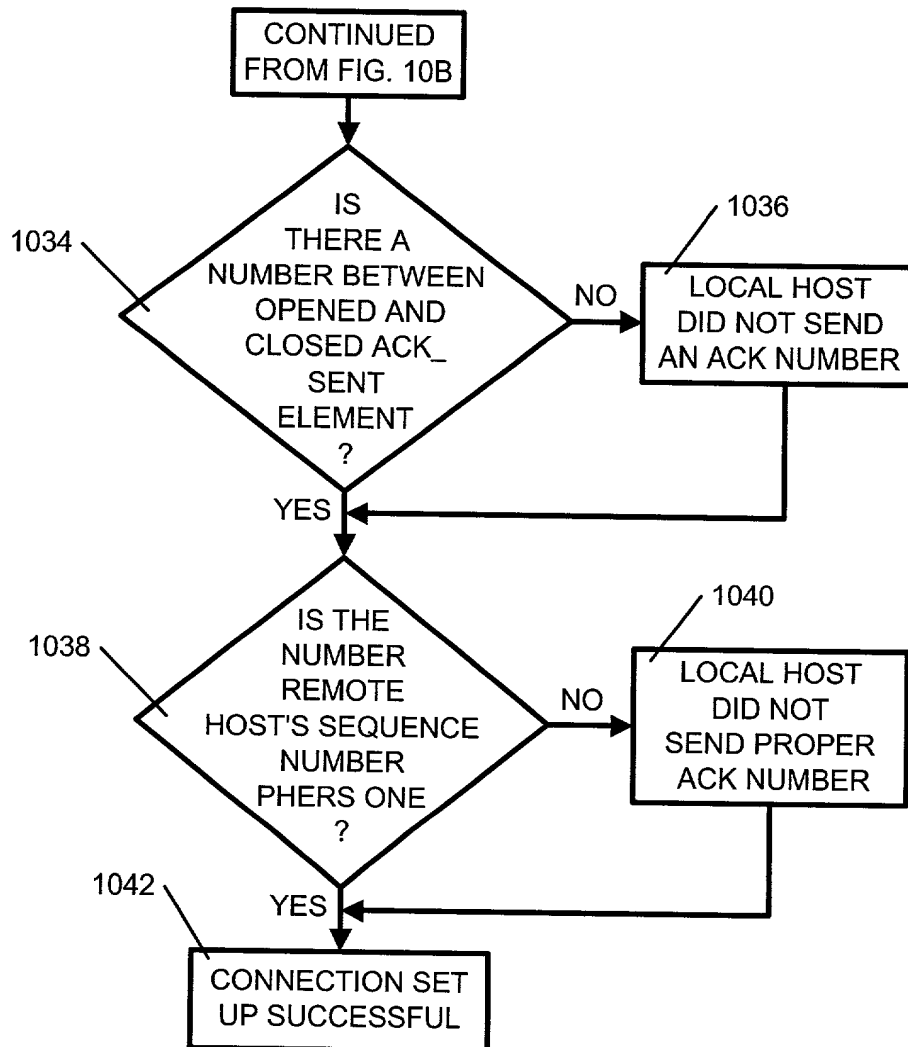 CONTINUED
FROM FIG. 10B
1034
IS
THERE A
NUMBER BETWEEN
OPENED AND
CLOSED ACK_
SENT
ELEMENT
?
NO
1036
LOCAL HOST
DID NOT SEND
AN ACK NUMBER
YES
1038
IS THE
NUMBER
REMOTE
HOST'S SEQUENCE
NUMBER
PHERS ONE
?
NO
1040
LOCAL HOST
DID NOT
SEND PROPER
ACK NUMBER
YES
1042
CONNECTION SET
UP SUCCESSFUL